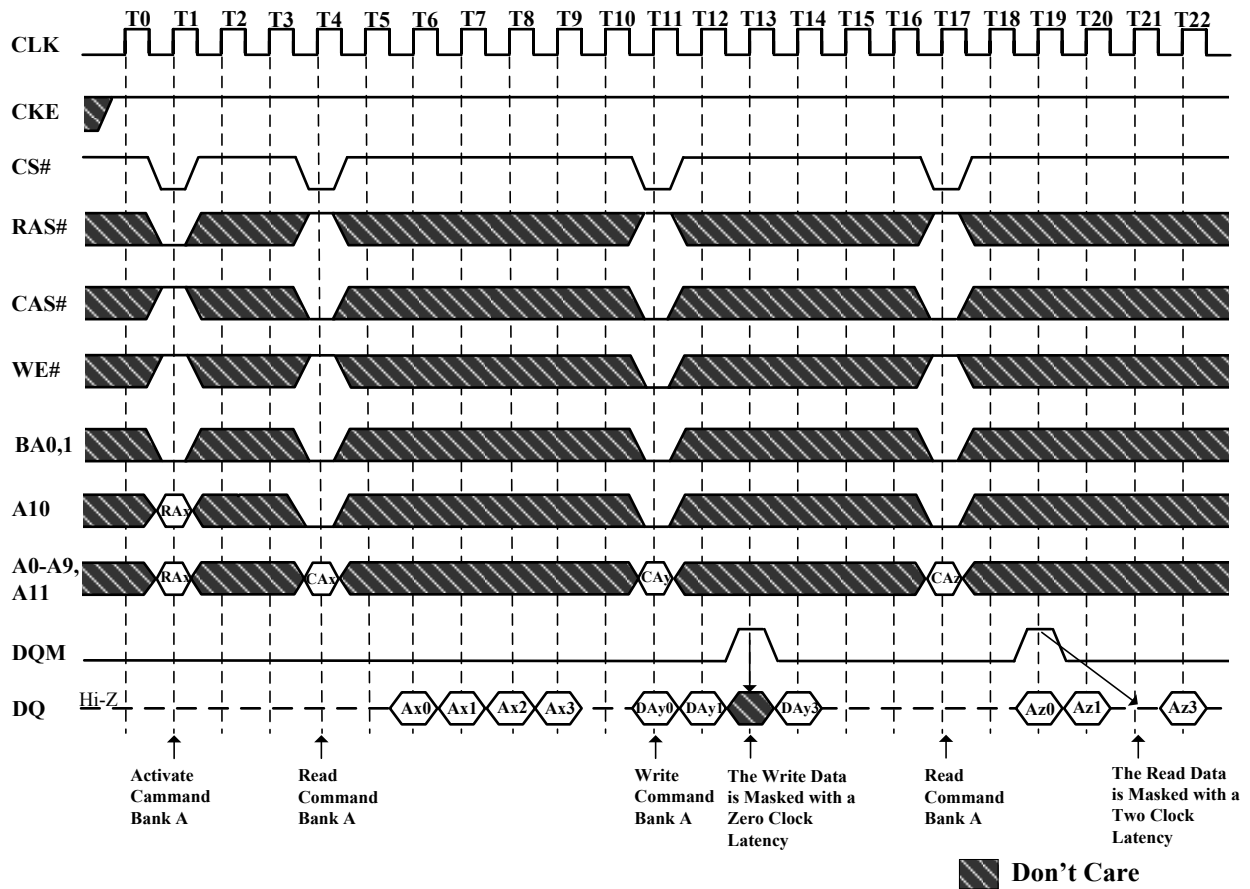 T0 T1 T2 T3 T4 T5 T6 T7 T8 T9 T10 T11 T12 T13 T14 T15 T16 T17 T18 T19 T20 T21 T22
CLK
CKE
CS#
RAS#
CAS#
WE#
BA0,1
A10 RAx
A0-A9, RAx CAx CAy CAz
A11
DQM
Hi-Z
DQ Ax0 Ax1 Ax2 Ax3 DAy0 DAy1 DAy3 Az0 Az1 Az3
Activate
Cammand
Bank A
Read
Command
Bank A
Write
Command
Bank A
The Write Data
is Masked with a
Zero Clock
Latency
Read
Command
Bank A
The Read Data
is Masked with a
Two Clock
Latency
Don't Care